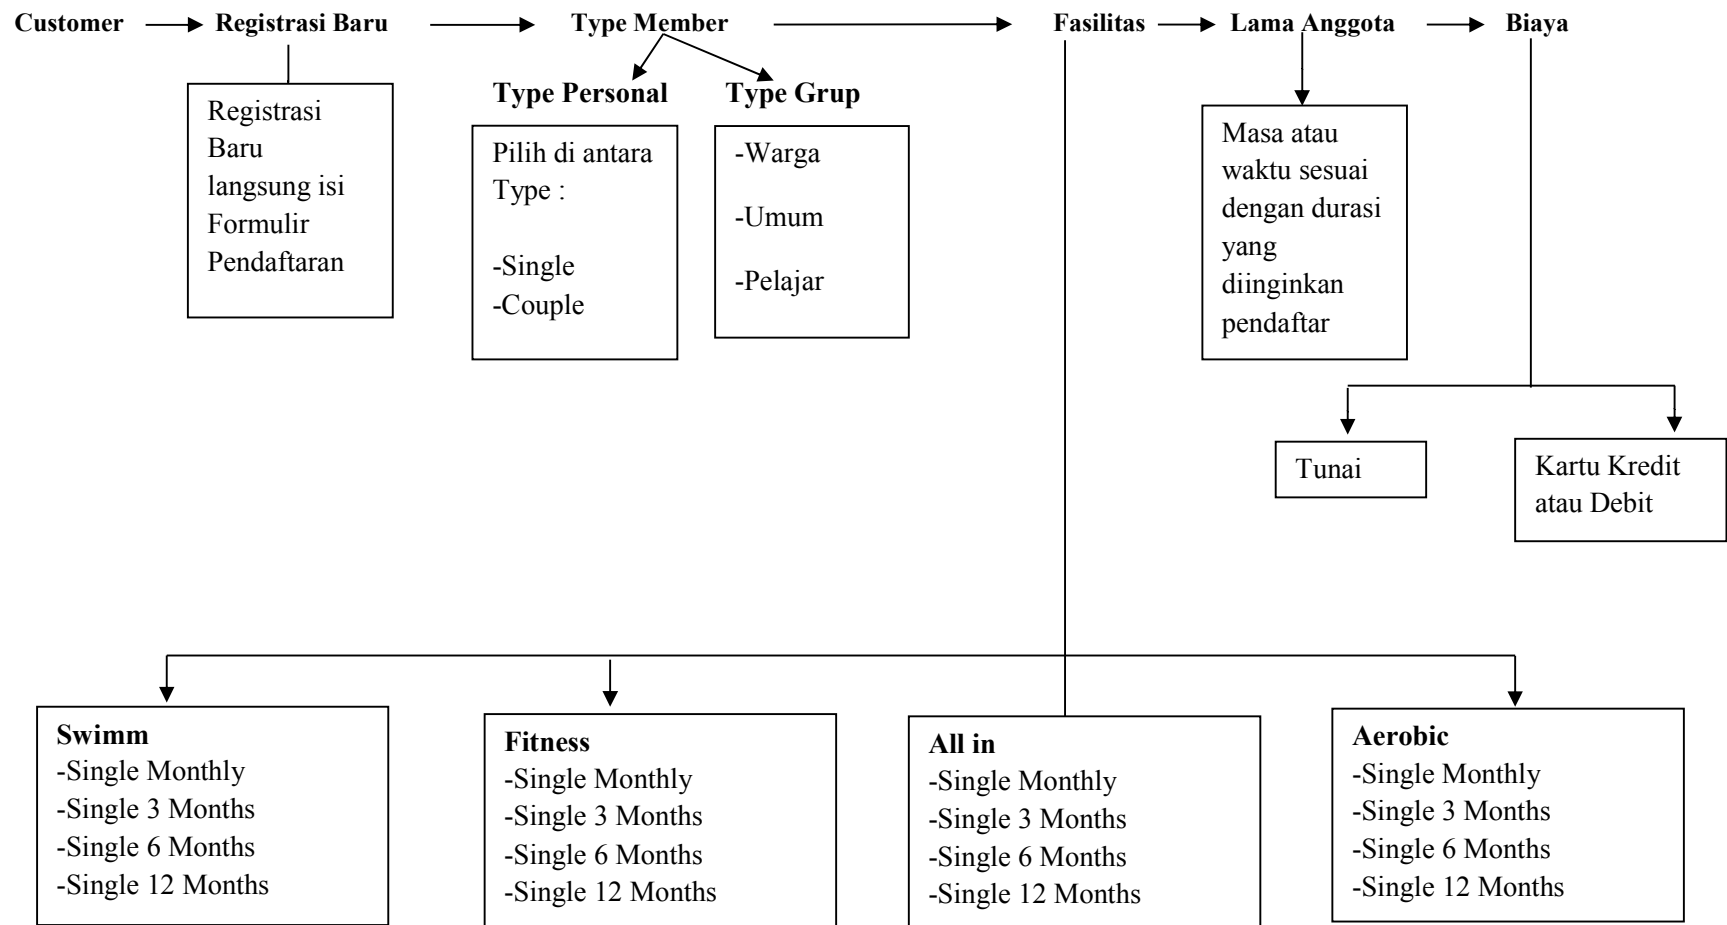 Customer
Registrasi Baru
Type Member
Fasilitas
Lama Anggota
Biaya
Registrasi
Baru
langsung isi
Formulir
Pendaftaran
Type Personal
Pilih di antara
Type :
-Single
-Couple
Type Grup
-Warga
-Umum
-Pelajar
Masa atau
waktu sesuai
dengan durasi
yang
diinginkan
pendaftar
Tunai
Kartu Kredit
atau Debit
Swimm
-Single Monthly
-Single 3 Months
-Single 6 Months
-Single 12 Months
Fitness
-Single Monthly
-Single 3 Months
-Single 6 Months
-Single 12 Months
All in
-Single Monthly
-Single 3 Months
-Single 6 Months
-Single 12 Months
Aerobic
-Single Monthly
-Single 3 Months
-Single 6 Months
-Single 12 Months